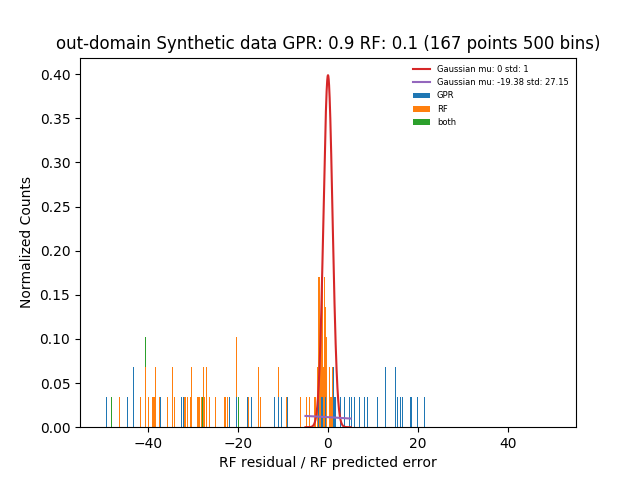 out-domain Synthetic data GPR: 0.9 RF: 0.1 (167 points 500 bins)
Gaussian mu: 0 std: 1
Gaussian mu: -19.38 std: 27.15
GPR
RF
both
0.40
0.35
0.30
0.25
0.20
0.15
0.10
0.05
0.00
Normalized Counts
−40 −20 0 20 40
RF residual / RF predicted error